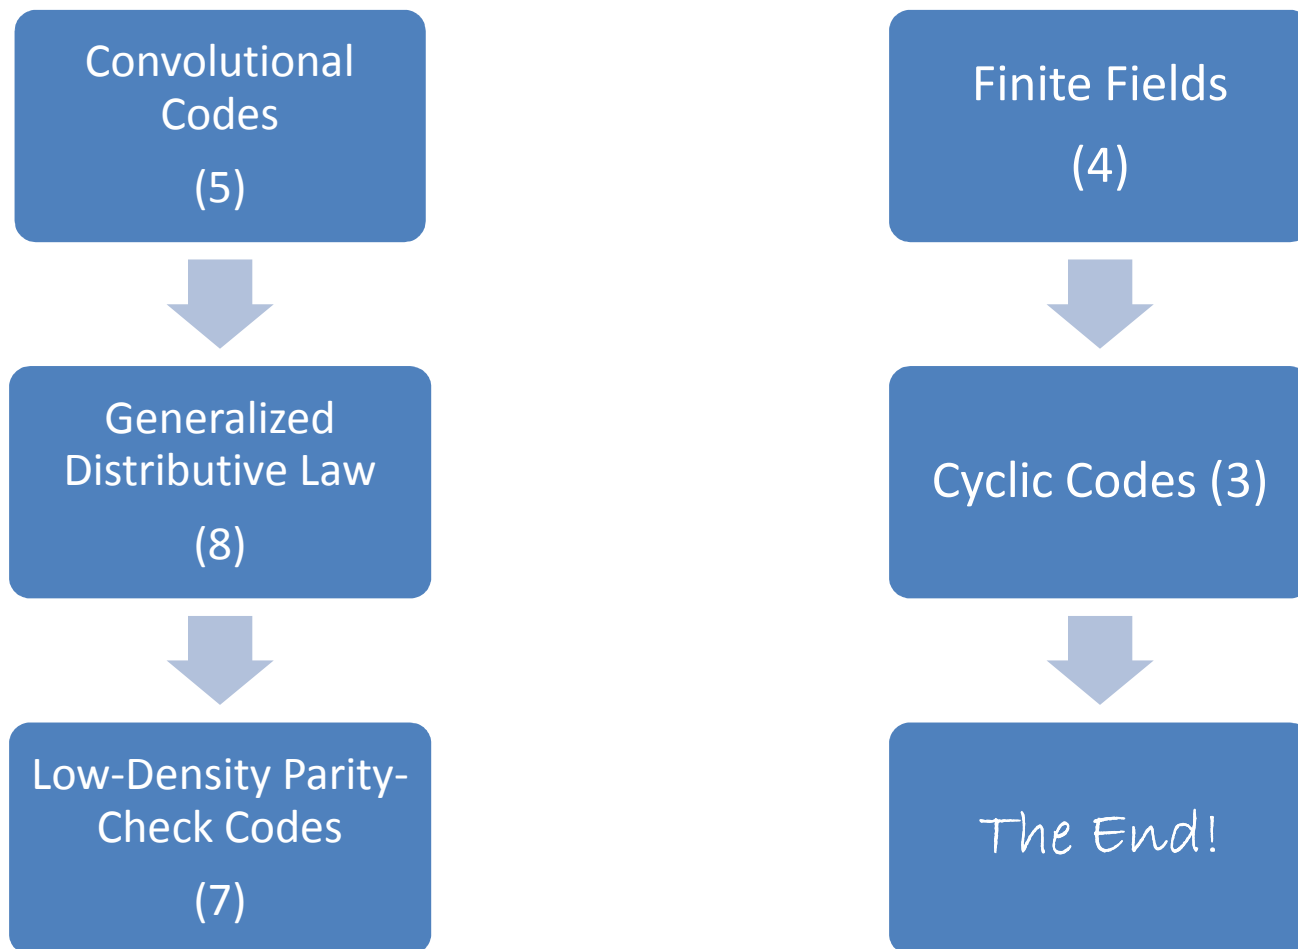 Convolutional
Codes
(5)
Generalized
Distributive Law
(8)
Low-Density Parity-
Check Codes
(7)
Finite Fields
(4)
Cyclic Codes (3)
The End!